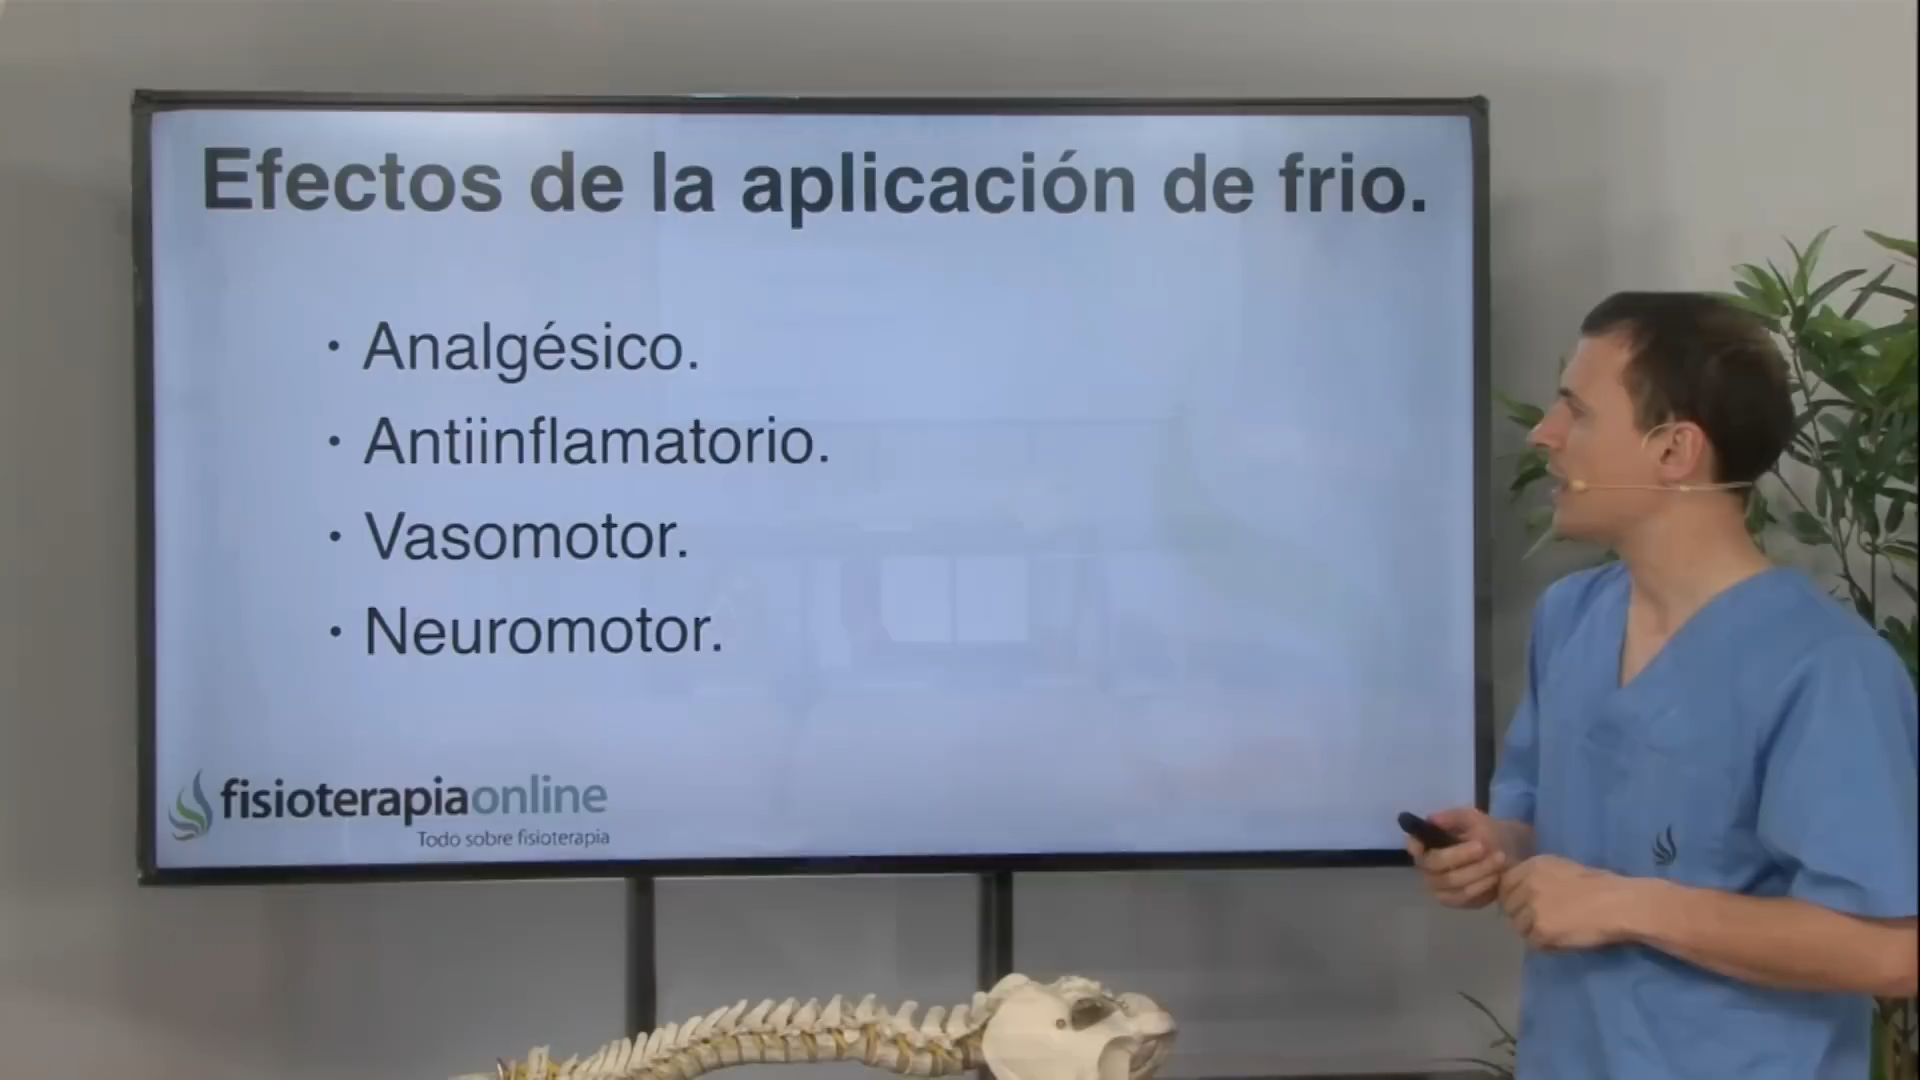 Efectos de la aplicación de frio.
· Analgésico.
· Antiinflamatorio.
· Vasomotor.
· Neuromotor.
fisioterapiaonline
Todo sobre fisioterapia